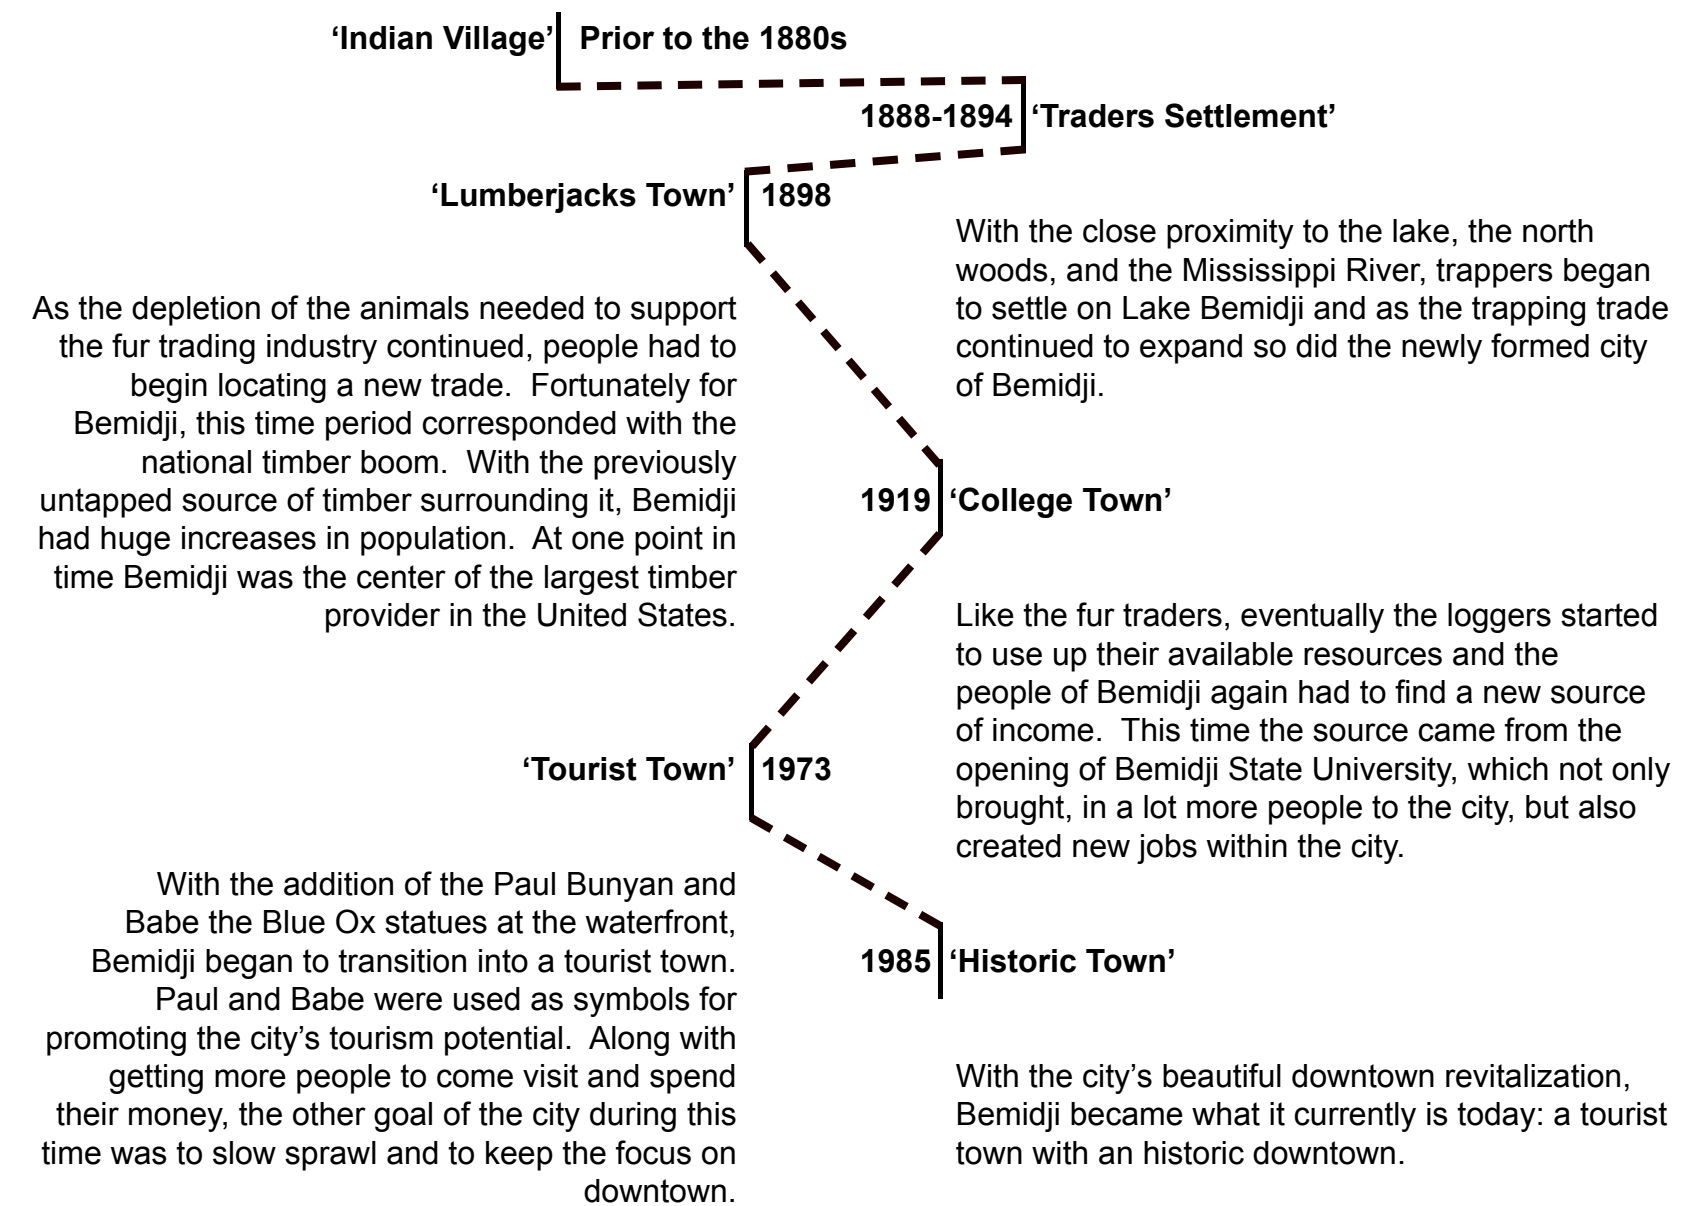 ‘Indian Village’ Prior to the 1880s
1888-1894 ‘Traders Settlement’
‘Lumberjacks Town’ 1898
With the close proximity to the lake, the north
woods, and the Mississippi River, trappers began
to settle on Lake Bemidji and as the trapping trade
continued to expand so did the newly formed city
of Bemidji.
As the depletion of the animals needed to support
the fur trading industry continued, people had to
begin locating a new trade.  Fortunately for
Bemidji, this time period corresponded with the
national timber boom.  With the previously
untapped source of timber surrounding it, Bemidji
had huge increases in population.  At one point in
time Bemidji was the center of the largest timber
provider in the United States.
1919 ‘College Town’
Like the fur traders, eventually the loggers started
to use up their available resources and the
people of Bemidji again had to find a new source
of income.  This time the source came from the
opening of Bemidji State University, which not only
brought, in a lot more people to the city, but also
created new jobs within the city.
‘Tourist Town’ 1973
With the addition of the Paul Bunyan and
Babe the Blue Ox statues at the waterfront,
Bemidji began to transition into a tourist town.
Paul and Babe were used as symbols for
promoting the city’s tourism potential.  Along with
getting more people to come visit and spend
their money, the other goal of the city during this
time was to slow sprawl and to keep the focus on
downtown.
1985 ‘Historic Town’
With the city’s beautiful downtown revitalization,
Bemidji became what it currently is today: a tourist
town with an historic downtown.